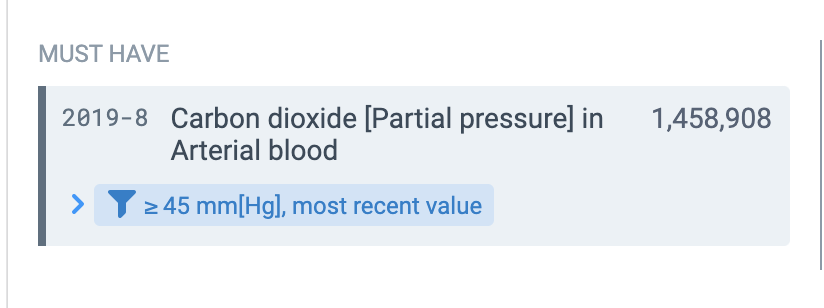 MUST HAVE
2019-8 Carbon dioxide [Partial pressure] in 1,458,908
Arterial blood
≥ 45 mm[Hg], most recent value